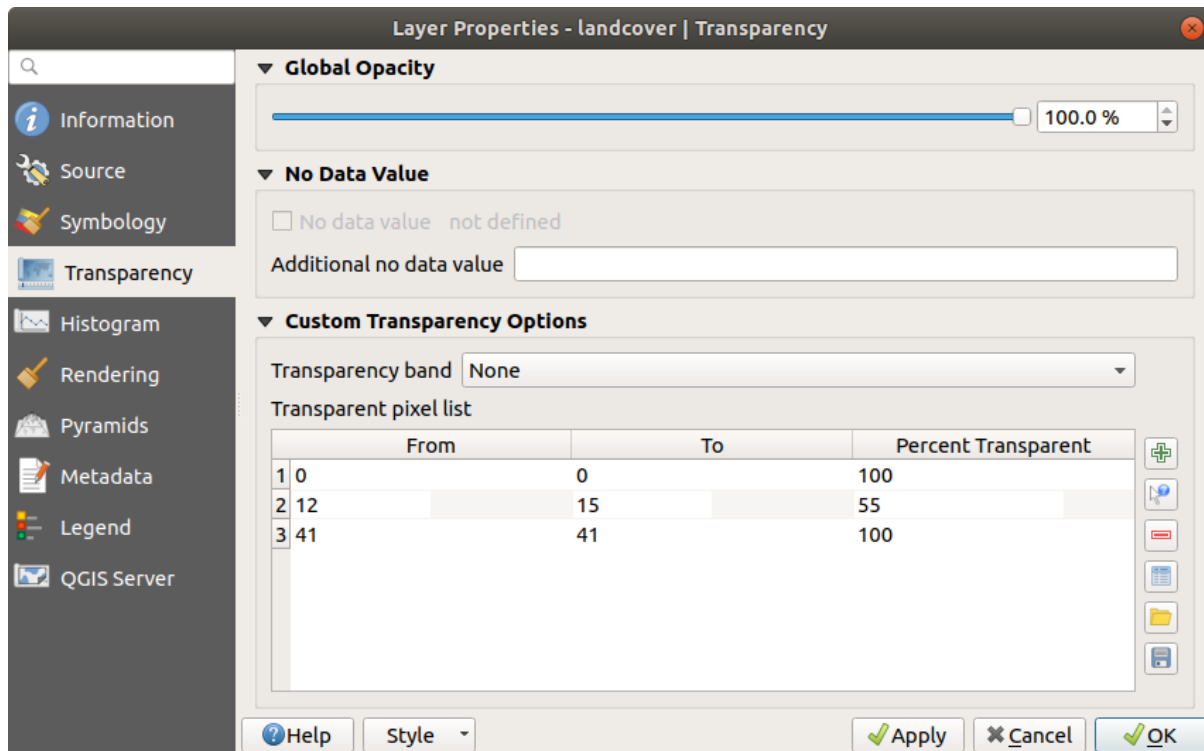 Layer Properties - landcover | Transparency
Information
Source
Symbology
Transparency
Histogram
Rendering
Pyramids
Metadata
Legend
QGIS Server
Global Opacity
100.0 %
No Data Value
No data value not defined
Additional no data value
Custom Transparency Options
Transparency band None
Transparent pixel list
From To Percent Transparent
1 0 0 100
2 12 15 55
3 41 41 100
Help Style Apply Cancel OK